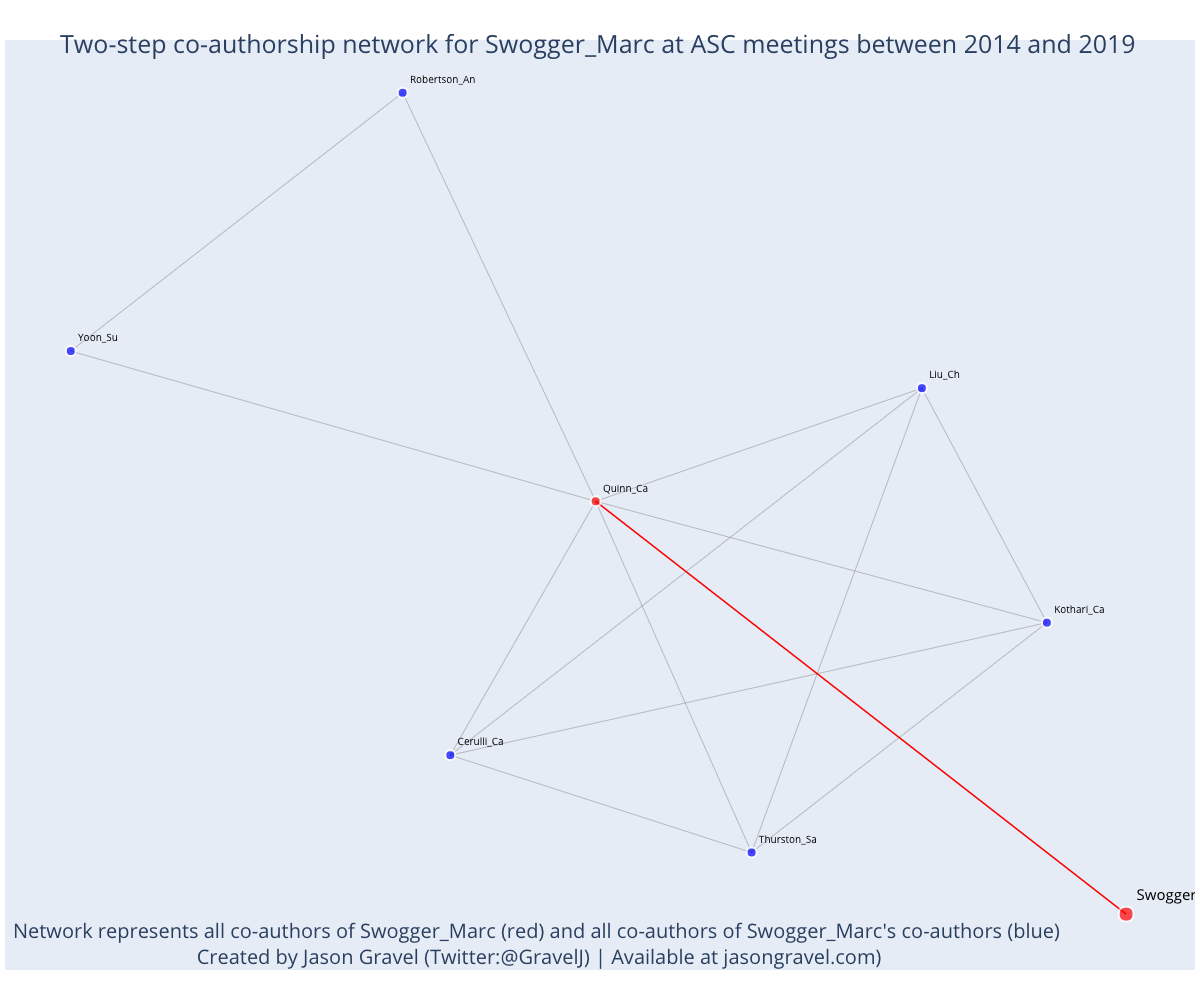 Two-step co-authorship network for Swogger_Marc at ASC meetings between 2014 and 2019
Robertson_An
Yoon_Su
Liu_Ch
Quinn_Ca
Kothari_Ca
Cerulli_Ca
Thurston_Sa
Swogger
Network represents all co-authors of Swogger_Marc (red) and all co-authors of Swogger_Marc's co-authors (blue)
Created by Jason Gravel (Twitter:@GravelJ) | Available at jasongravel.com)